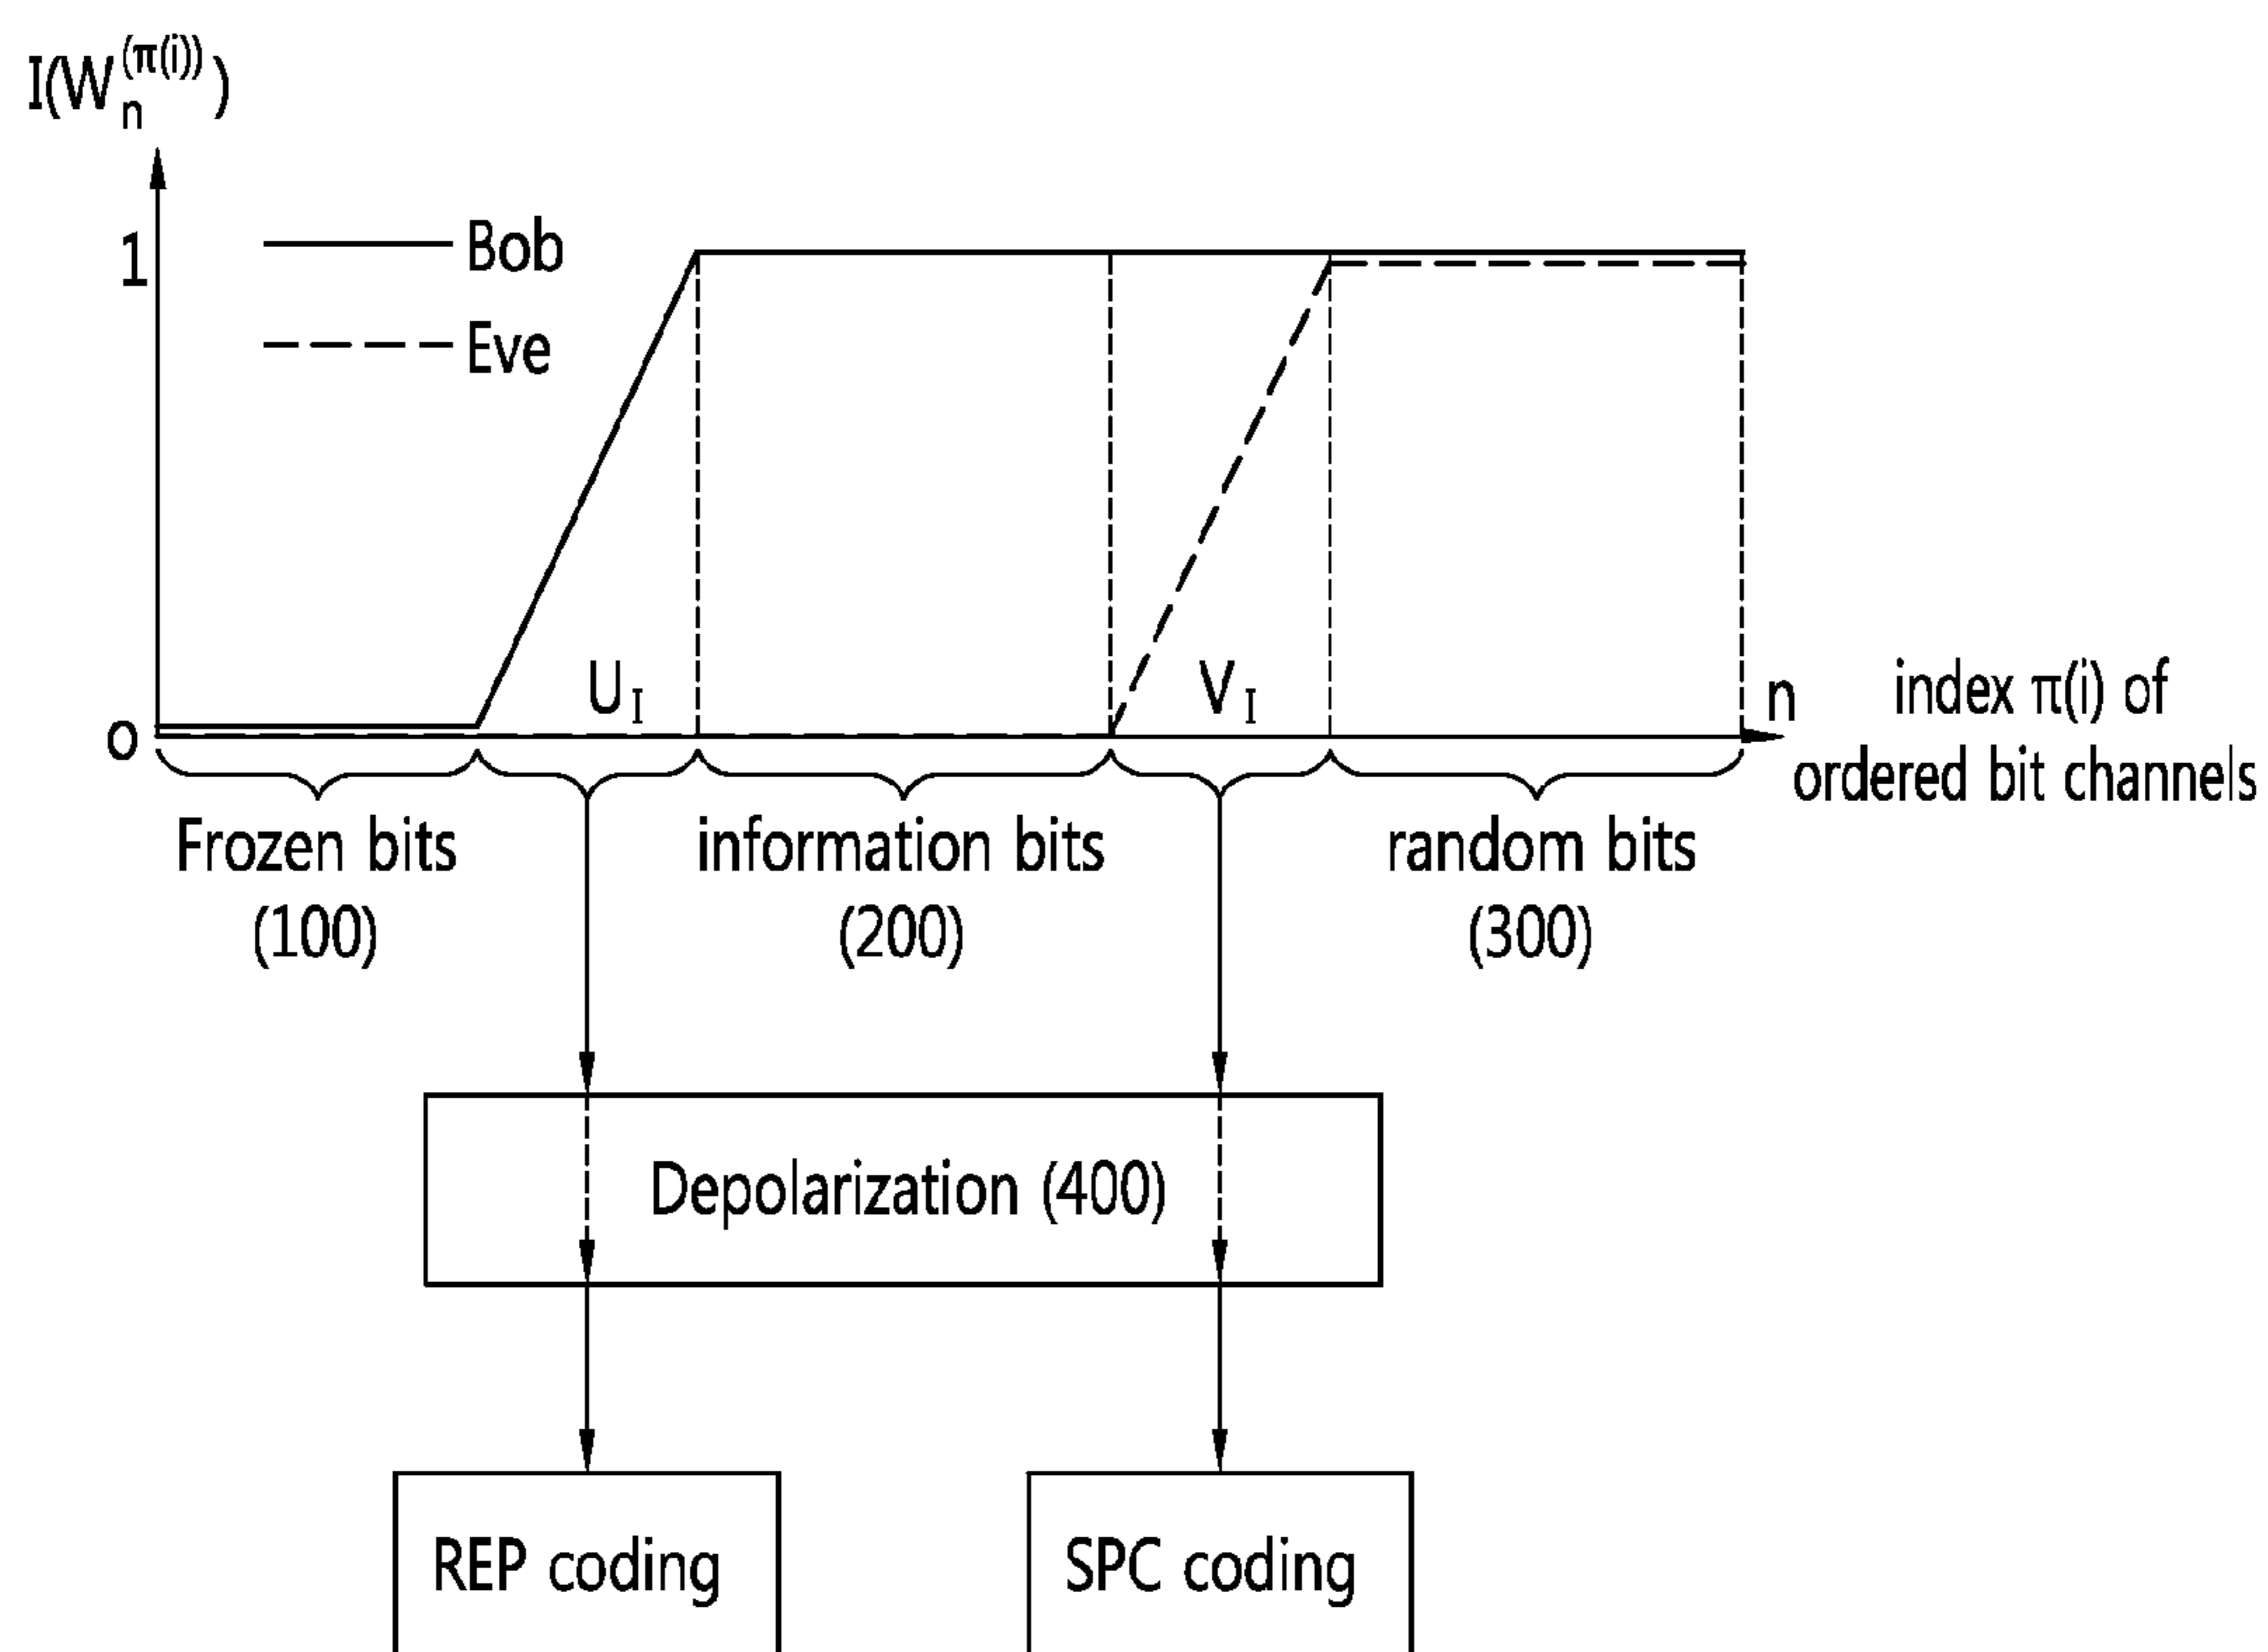 I(W_n^(π(i)))
1
Bob
Eve
0
U_I
V_I
n
index π(i) of
ordered bit channels
Frozen bits
(100)
information bits
(200)
random bits
(300)
Depolarization (400)
REP coding
SPC coding